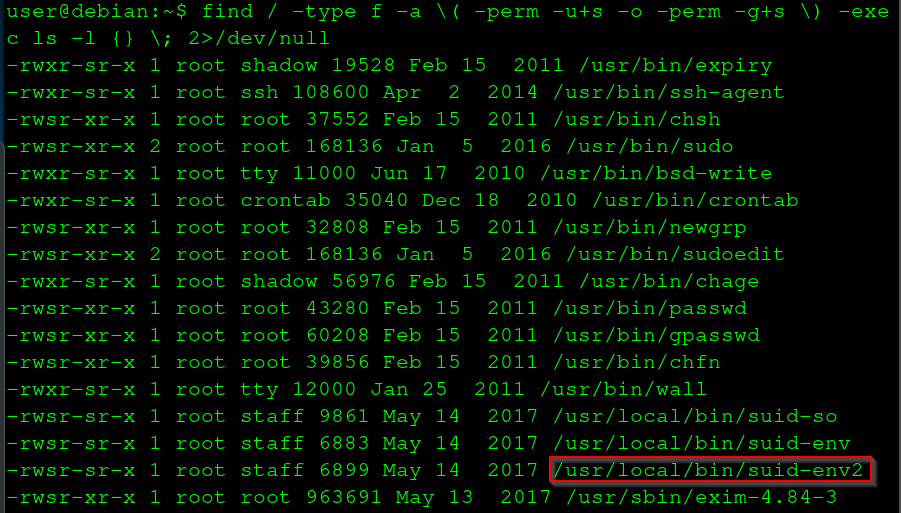 user@debian:~$ find / -type f -a \( -perm -u+s -o -perm -g+s \) -exe
c ls -l {} \; 2>/dev/null
-rwxr-sr-x 1 root shadow 19528 Feb 15  2011 /usr/bin/expiry
-rwxr-sr-x 1 root ssh 108600 Apr  2  2014 /usr/bin/ssh-agent
-rwsr-xr-x 1 root root 37552 Feb 15  2011 /usr/bin/chsh
-rwsr-xr-x 2 root root 168136 Jan  5  2016 /usr/bin/sudo
-rwxr-sr-x 1 root tty 11000 Jun 17  2010 /usr/bin/bsd-write
-rwxr-sr-x 1 root crontab 35040 Dec 18  2010 /usr/bin/crontab
-rwsr-xr-x 1 root root 32808 Feb 15  2011 /usr/bin/newgrp
-rwsr-xr-x 2 root root 168136 Jan  5  2016 /usr/bin/sudoedit
-rwxr-sr-x 1 root shadow 56976 Feb 15  2011 /usr/bin/chage
-rwsr-xr-x 1 root root 43280 Feb 15  2011 /usr/bin/passwd
-rwsr-xr-x 1 root root 60208 Feb 15  2011 /usr/bin/gpasswd
-rwsr-xr-x 1 root root 39856 Feb 15  2011 /usr/bin/chfn
-rwxr-sr-x 1 root tty 12000 Jan 25  2011 /usr/bin/wall
-rwsr-sr-x 1 root staff 9861 May 14  2017 /usr/local/bin/suid-so
-rwsr-sr-x 1 root staff 6883 May 14  2017 /usr/local/bin/suid-env
-rwsr-sr-x 1 root staff 6899 May 14  2017 /usr/local/bin/suid-env2
-rwsr-xr-x 1 root root 963691 May 13  2017 /usr/sbin/exim-4.84-3